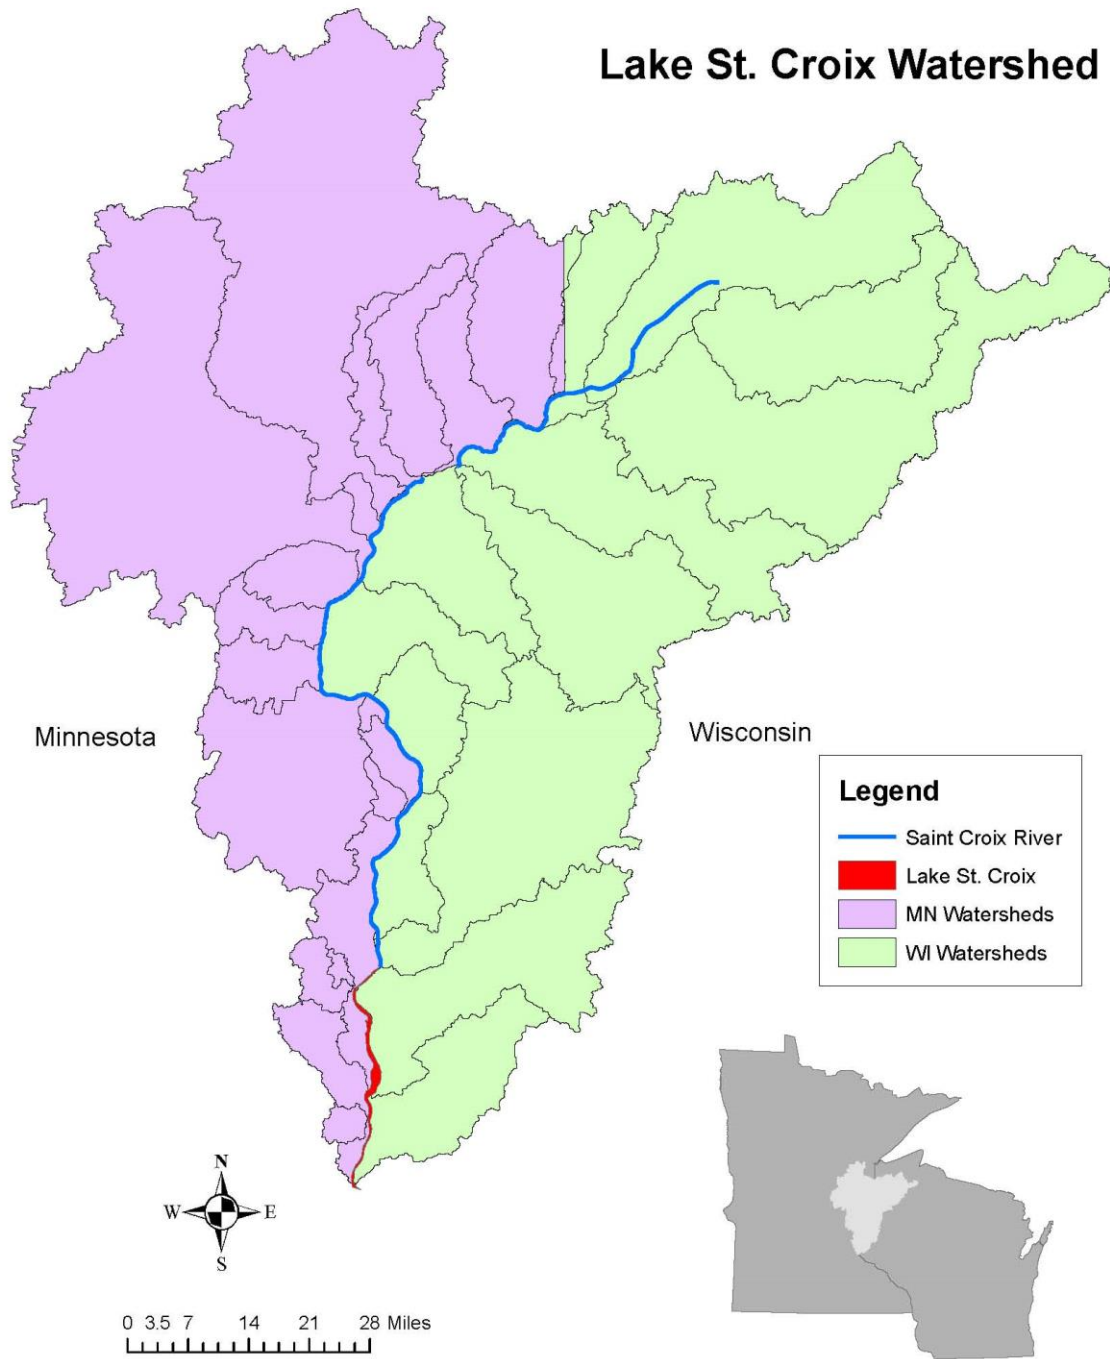 Lake St. Croix Watershed
Minnesota
Wisconsin
Legend
Saint Croix River
Lake St. Croix
MN Watersheds
WI Watersheds
N
W E
S
0 3.5 7 14 21 28 Miles